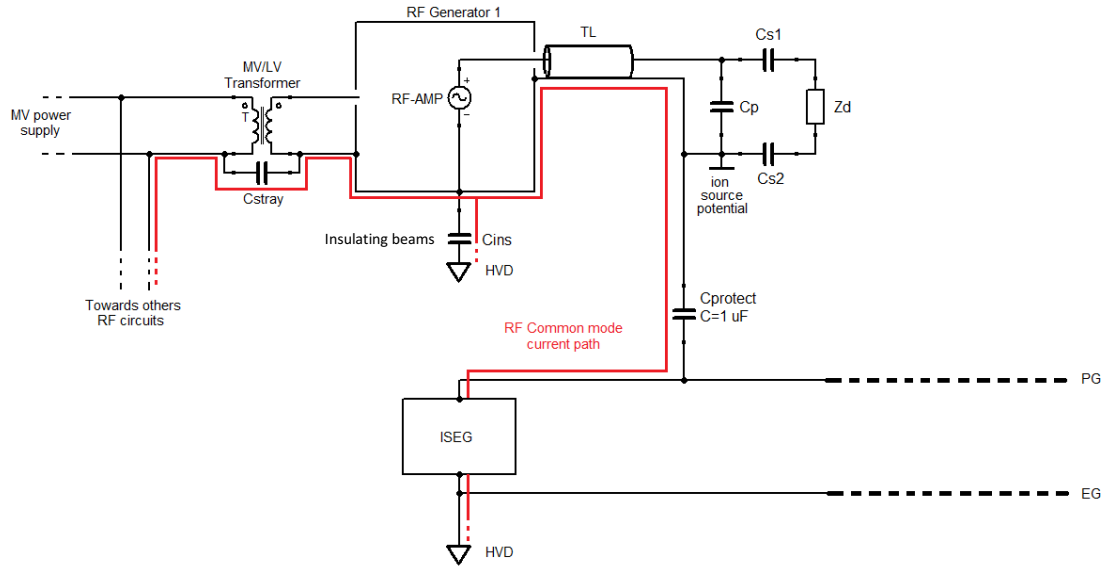 RF Generator 1
TL
Cs1
MV/LV
Transformer
MV power
supply
T
RF-AMP
+
−
Cp
Zd
Cstray
ion
source
potential
Cs2
Insulating beams
Cins
HVD
Towards others
RF circuits
Cprotect
C=1 uF
RF Common mode
current path
PG
ISEG
EG
HVD